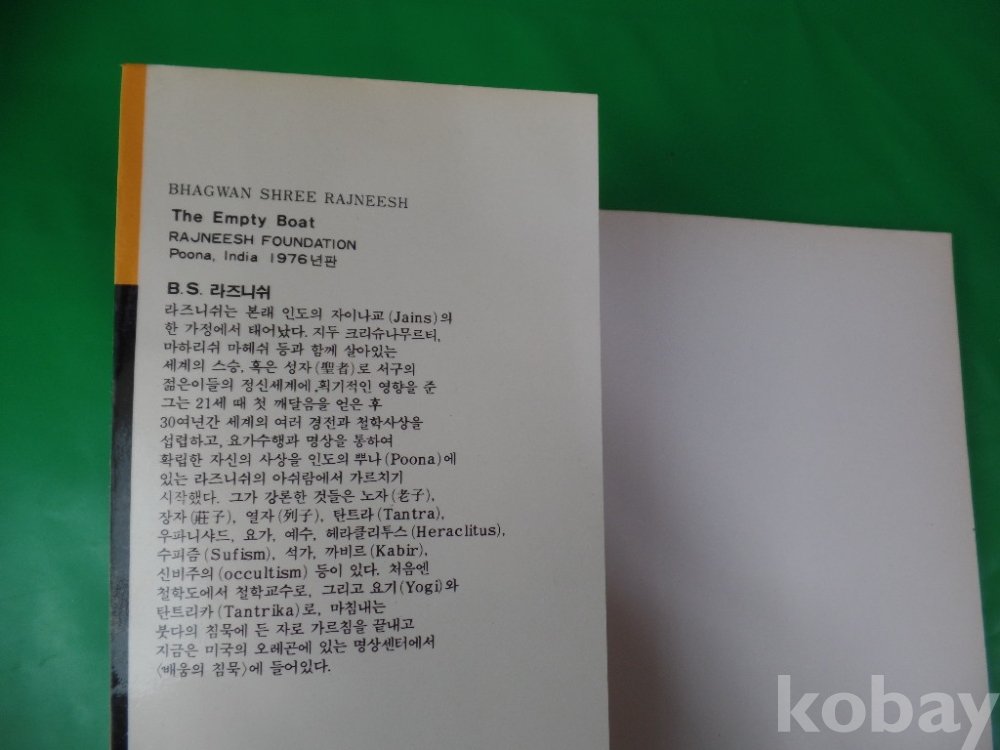 BHAGWAN SHREE RAJNEESH
The Empty Boat
RAJNEESH FOUNDATION
Poona, India 1976년판
B.S. 라즈니쉬
라즈니쉬는 본래 인도의 자이나교(Jains)의
한 가정에서 태어났다. 지두 크리슈나무르티,
마하리쉬 마헤쉬 등과 함께 살아있는
세계의 스승, 혹은 성자(聖者)로 서구의
젊은이들의 정신세계에 획기적인 영향을 준
그는 21세 때 첫 깨달음을 얻은 후
30여년간 세계의 여러 경전과 철학사상을
섭렵하고, 요가수행과 명상을 통하여
확립한 자신의 사상을 인도의 뿌나(Poona)에
있는 라즈니쉬의 아쉬람에서 가르치기
시작했다. 그가 강론한 것들은 노자(老子),
장자(莊子), 열자(列子), 탄트라(Tantra),
우파니샤드, 요가, 예수, 헤라클리투스(Heraclitus),
수피즘(Sufism), 석가, 까비르(Kabir),
신비주의(occultism) 등이 있다. 처음엔
철학도에서 철학교수로, 그리고 요기(Yogi)와
탄트리카(Tantrika)로, 마침내는
붓다의 침묵에 든 자로 가르침을 끝내고
지금은 미국의 오레곤에 있는 명상센터에서
〈배움의 침묵〉에 들어있다.
kobay